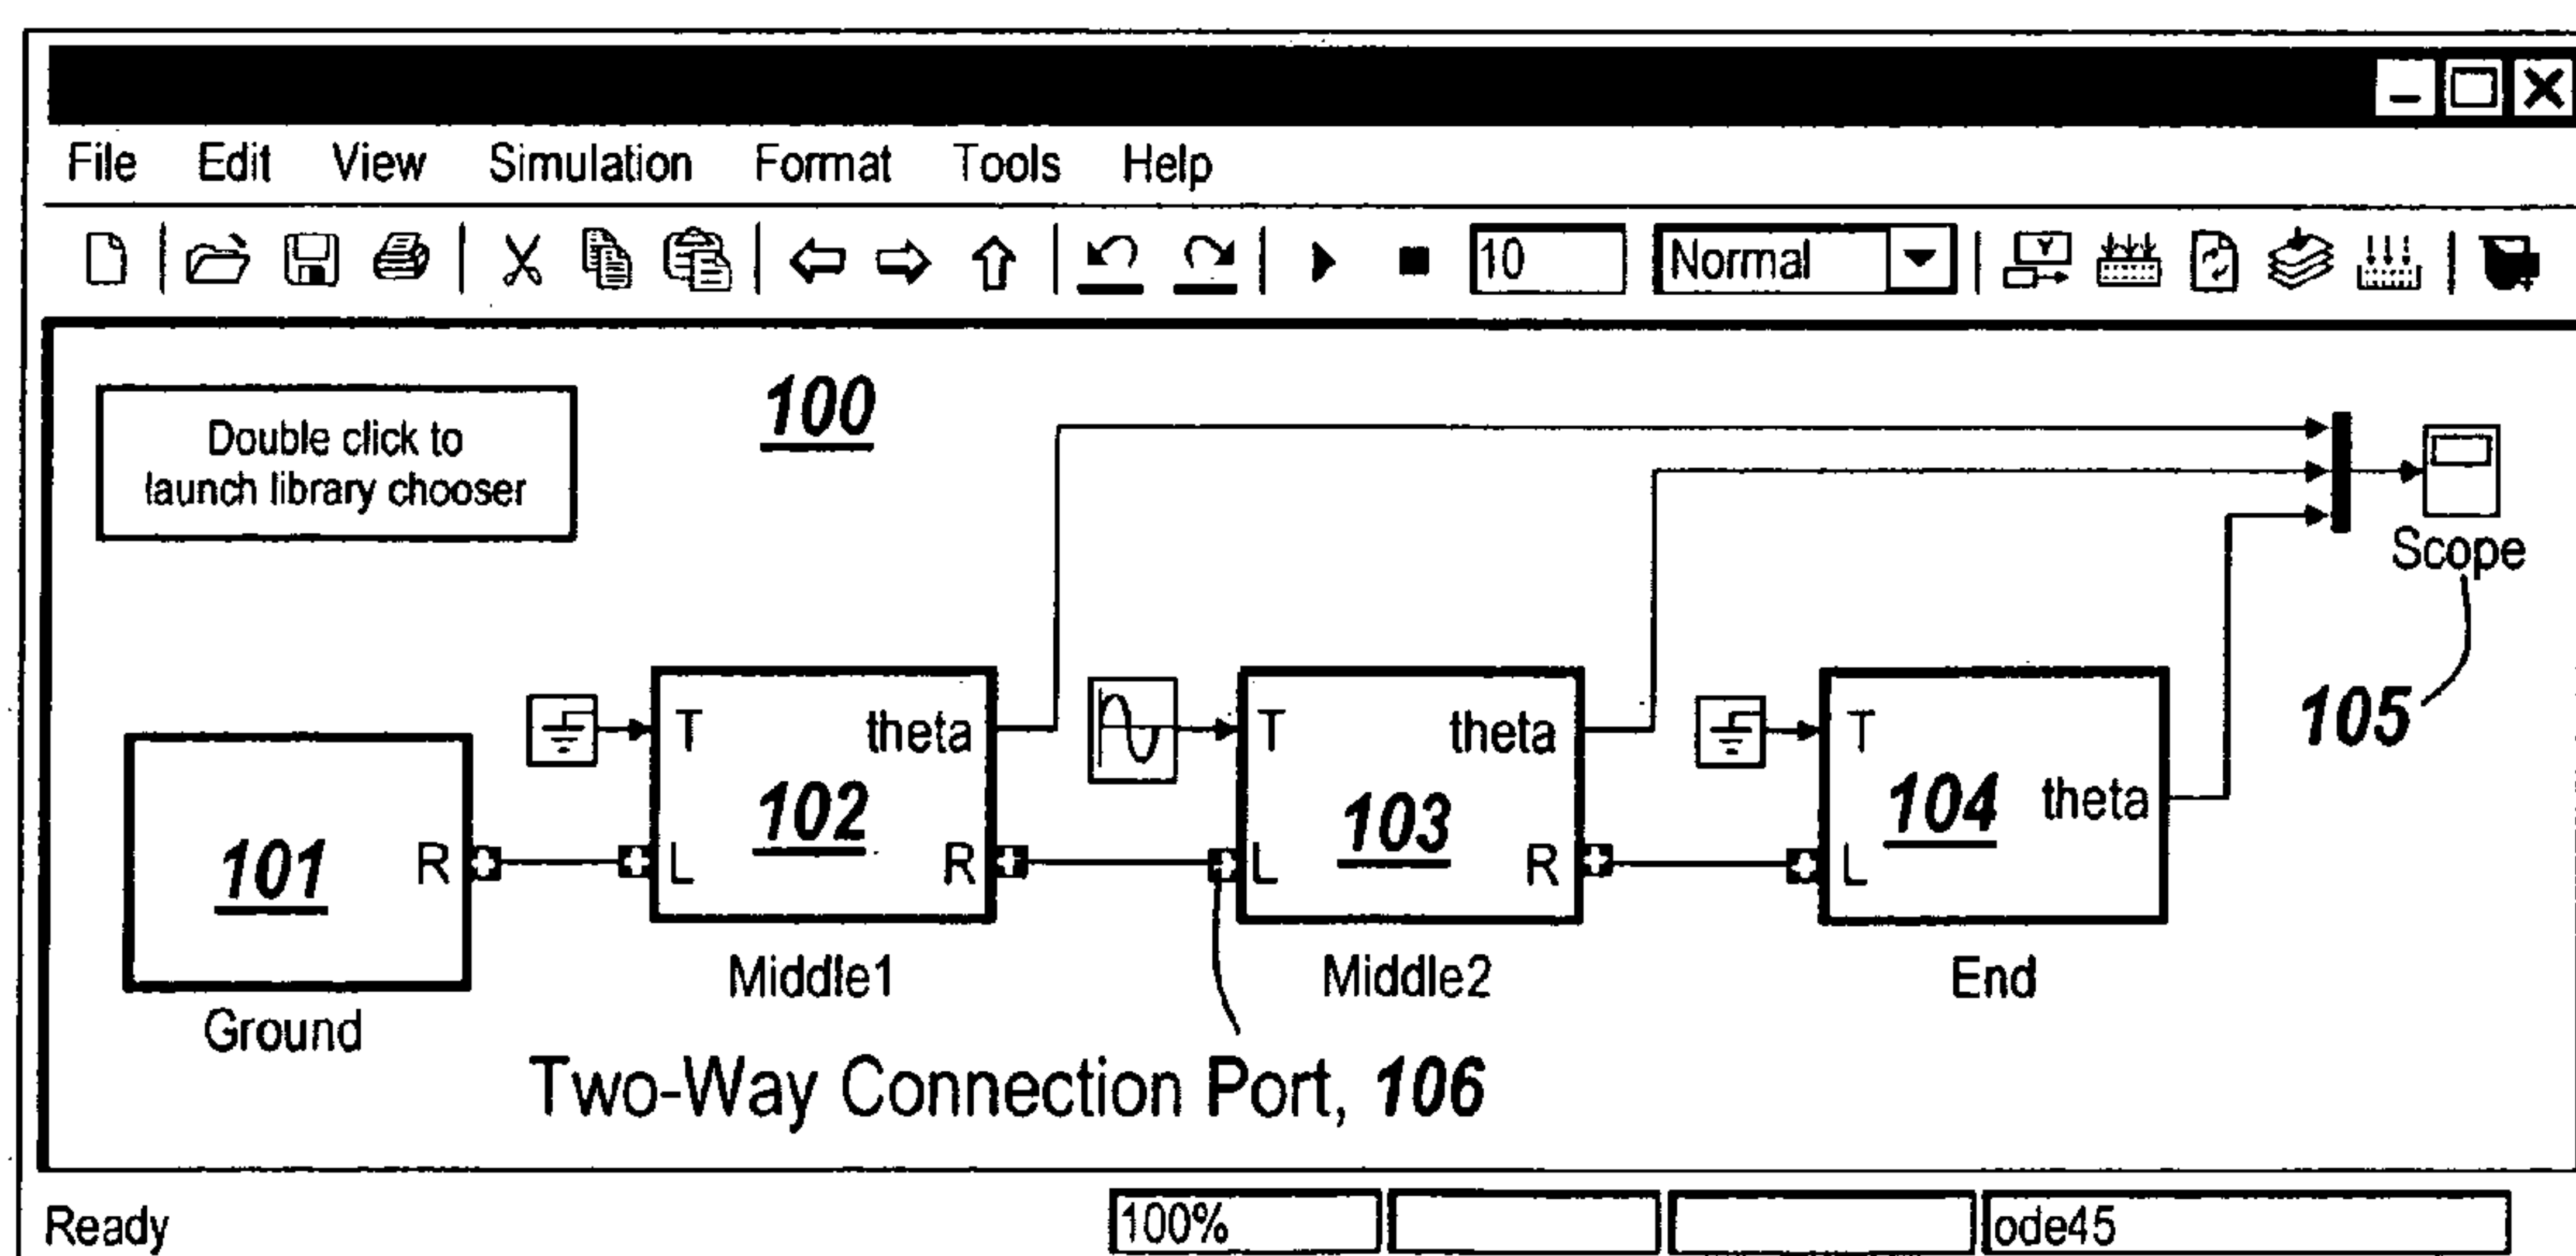 File Edit View Simulation Format Tools Help
10 Normal
Double click to
launch library chooser
100
Scope
105
T theta
102
L R
Middle1
T theta
103
L R
Middle2
T
104 theta
L
End
101 R
Ground
Two-Way Connection Port, 106
Ready 100% ode45